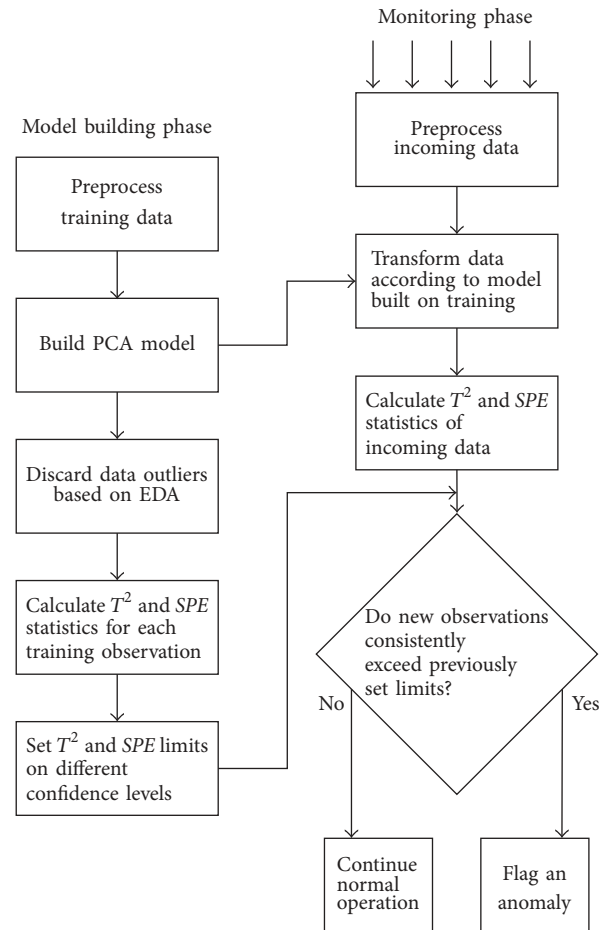 Model building phase
Preprocess
training data
Build PCA model
Discard data outliers
based on EDA
Calculate T² and SPE
statistics for each
training observation
Set T² and SPE limits
on different
confidence levels
Monitoring phase
Preprocess
incoming data
Transform data
according to model
built on training
Calculate T² and SPE
statistics of
incoming data
Do new observations
consistently
exceed previously
set limits?
No
Yes
Continue
normal
operation
Flag an
anomaly